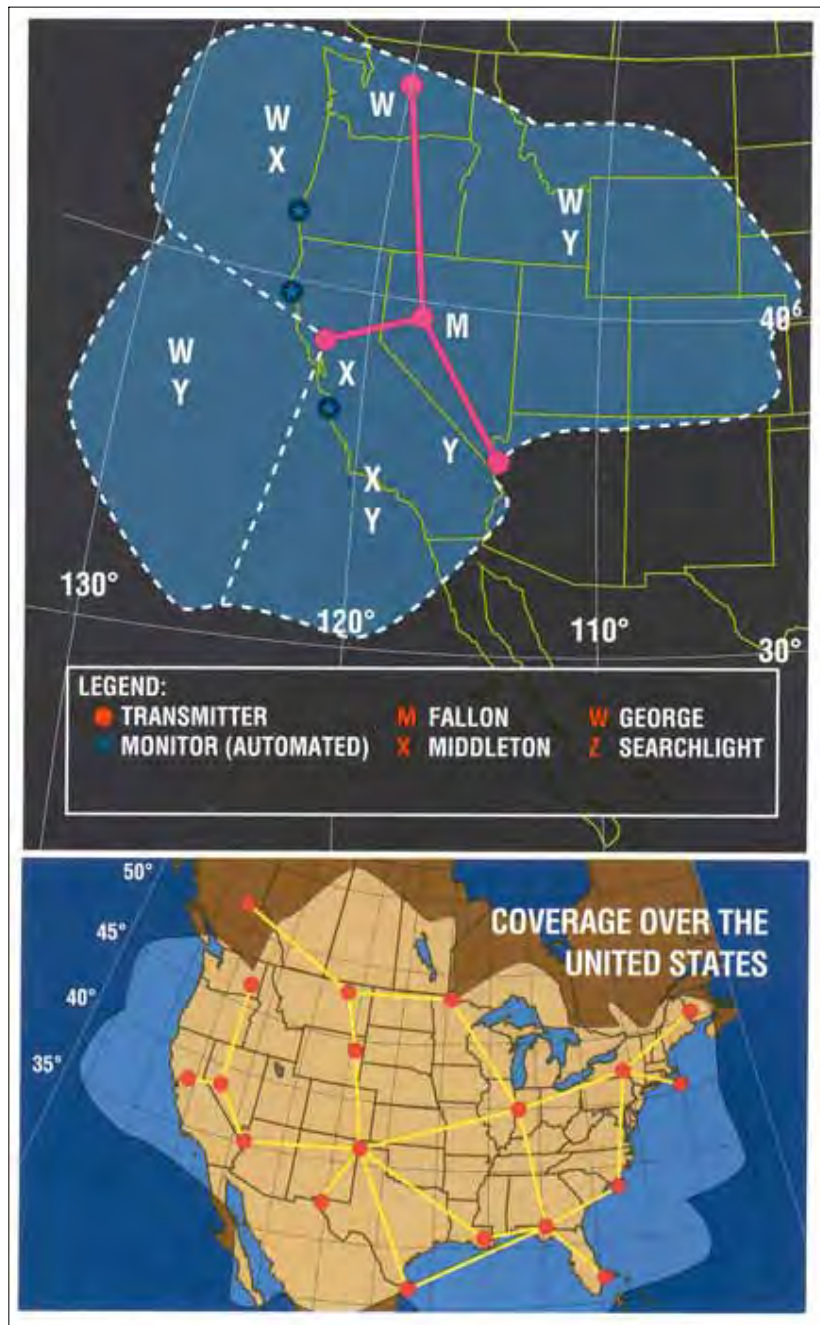 W
W
X
W
Y
M
40°
W
Y
X
Y
X
Y
130°
120°
110°
30°
LEGEND:
TRANSMITTER M FALLON W GEORGE
MONITOR (AUTOMATED) X MIDDLETON Z SEARCHLIGHT
50°
COVERAGE OVER THE
UNITED STATES
45°
40°
35°